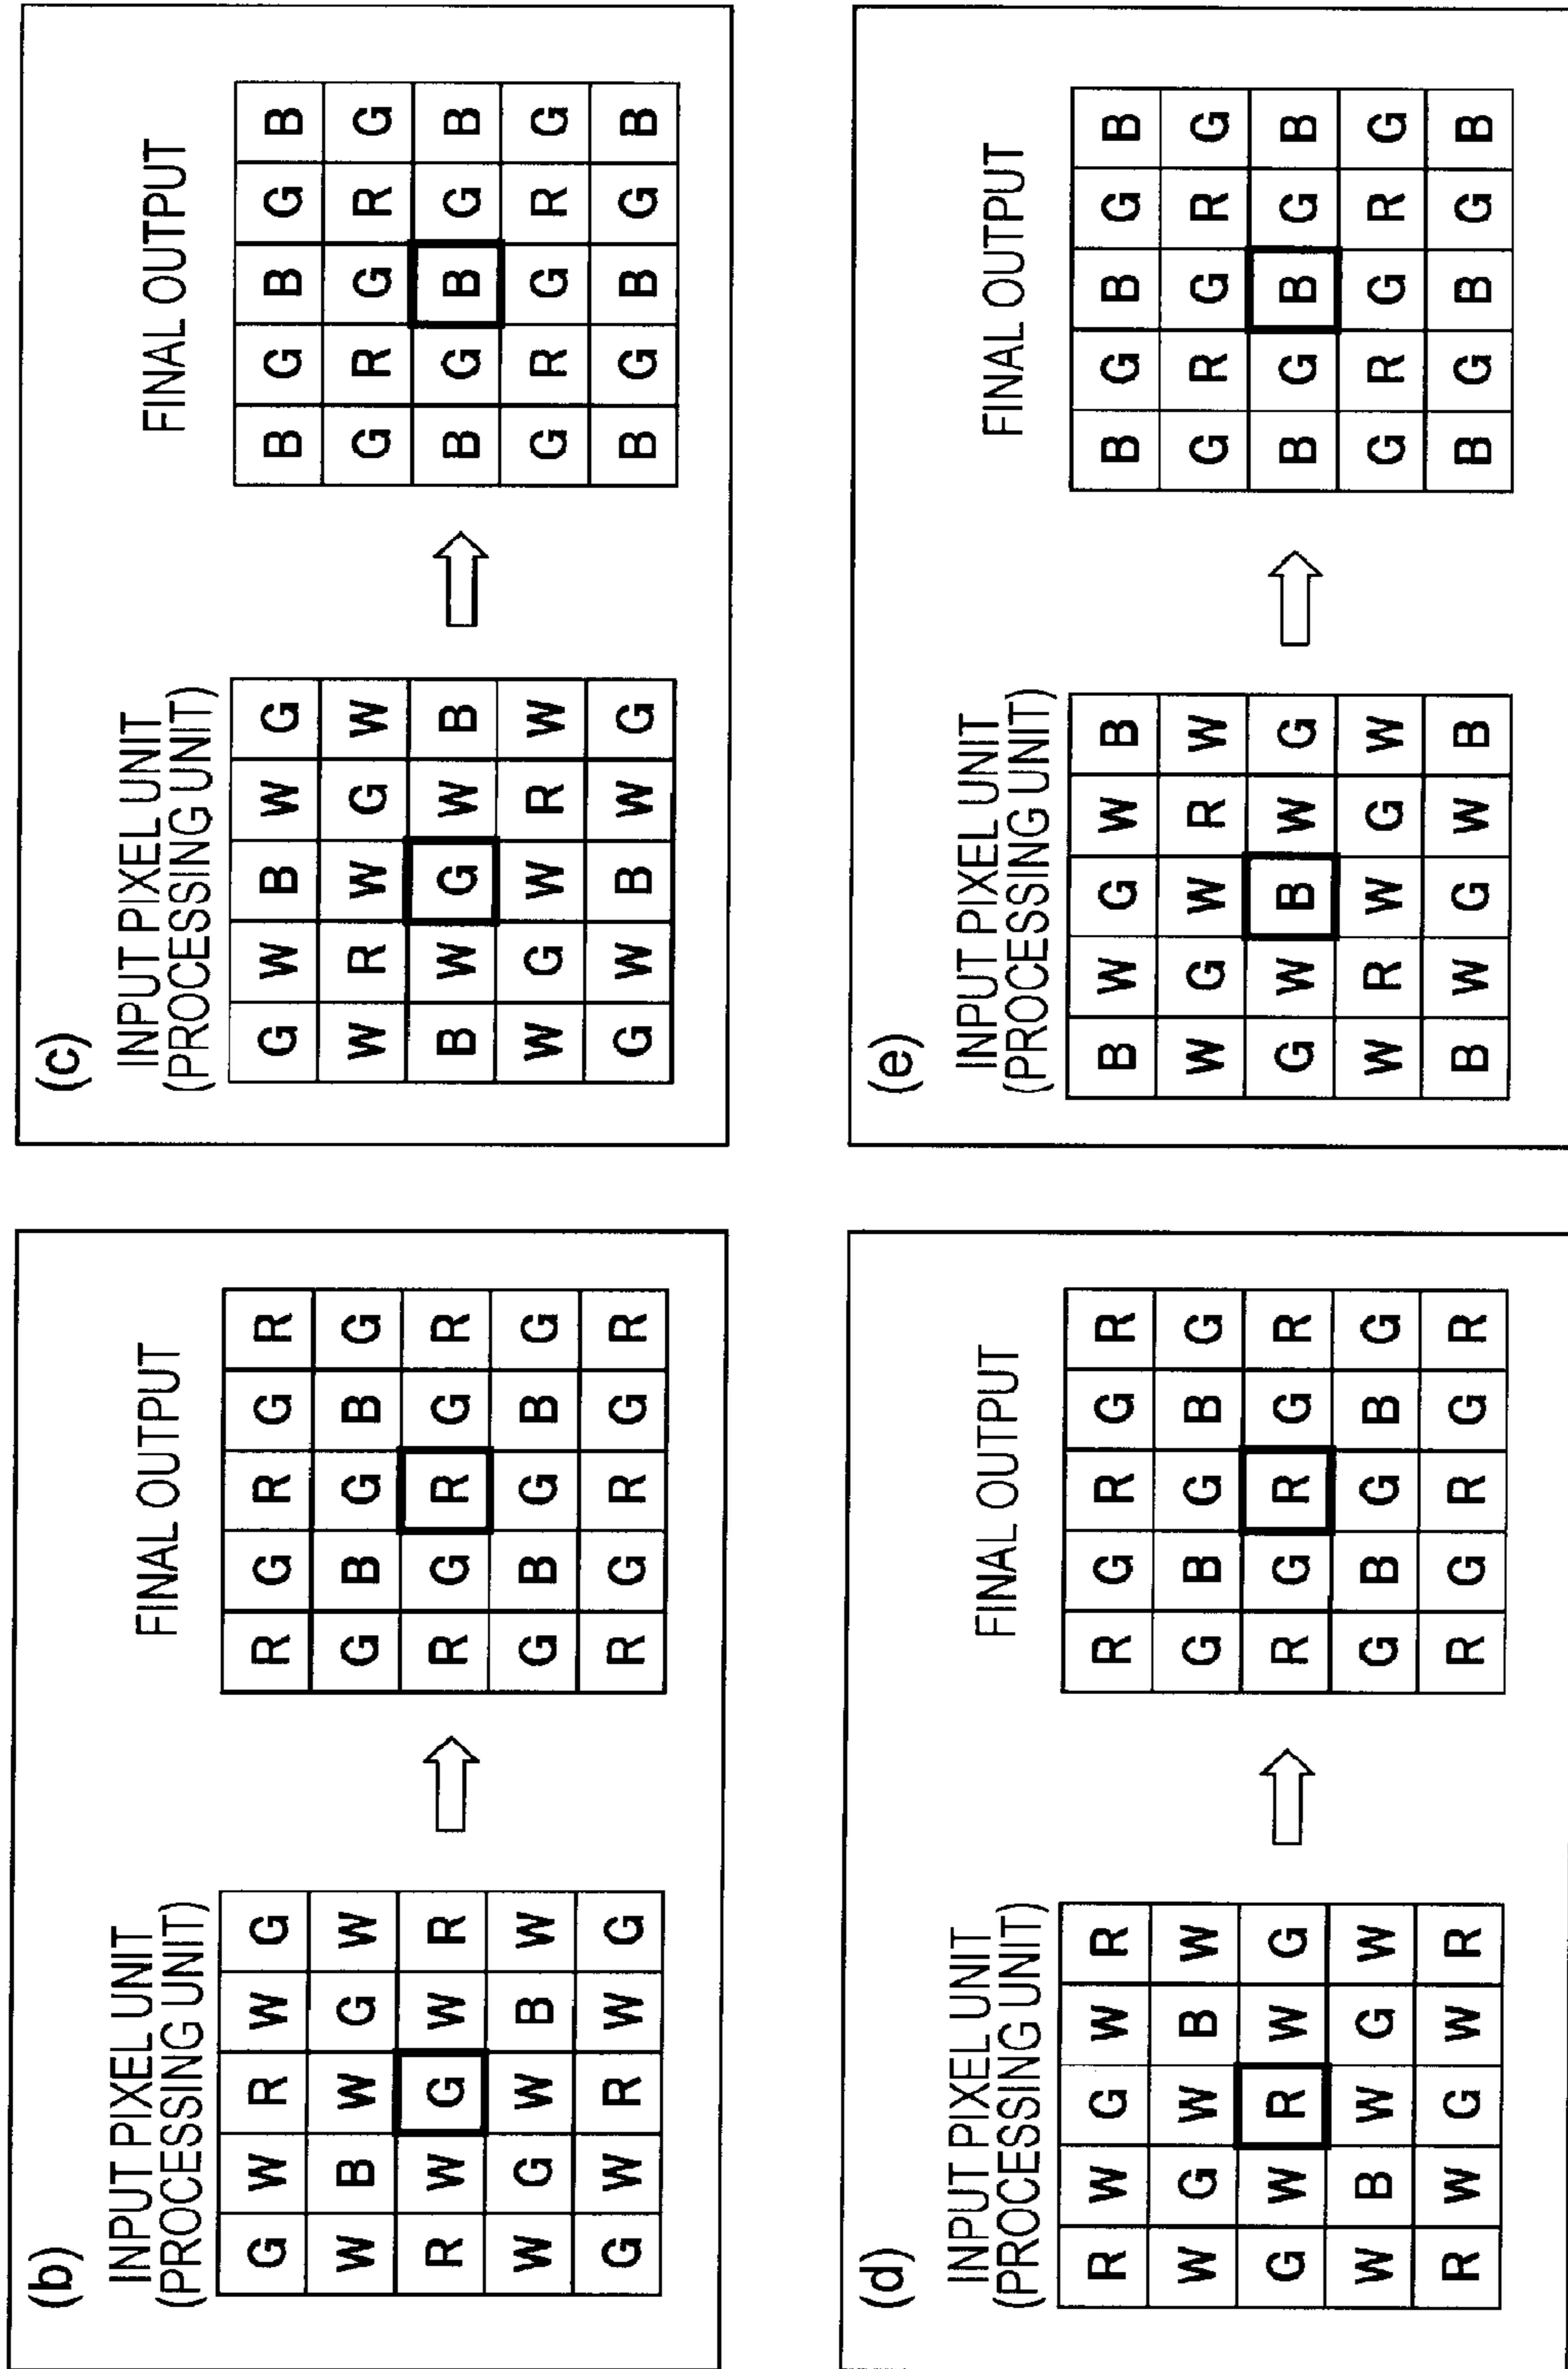 (b)
INPUT PIXEL UNIT
(PROCESSING UNIT)
G W R W G
W B W G W
R W G W R
W G W B W
G W R W G
FINAL OUTPUT
R G R G R
G B G B G
R G R G R
G B G B G
R G R G R
(c)
INPUT PIXEL UNIT
(PROCESSING UNIT)
G W B W G
W R W G W
B W G W B
W G W R W
G W B W G
FINAL OUTPUT
B G B G B
G R G R G
B G B G B
G R G R G
B G B G B
(d)
INPUT PIXEL UNIT
(PROCESSING UNIT)
R W G W R
W G W B W
G W R W G
W B W G W
R W G W R
FINAL OUTPUT
R G R G R
G B G B G
R G R G R
G B G B G
R G R G R
(e)
INPUT PIXEL UNIT
(PROCESSING UNIT)
B W G W B
W G W R W
G W B W G
W R W G W
B W G W B
FINAL OUTPUT
B G B G B
G R G R G
B G B G B
G R G R G
B G B G B